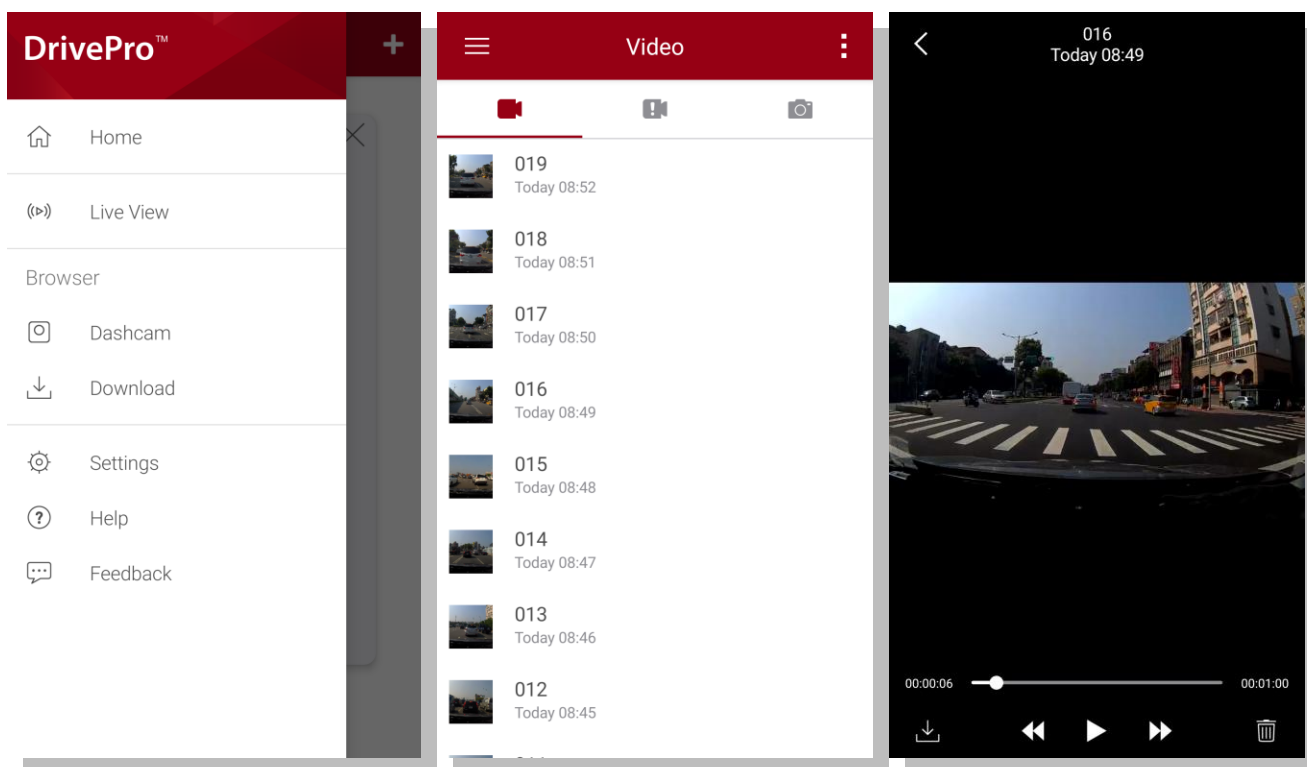 DrivePro™
Home
Live View
Browser
Dashcam
Download
Settings
Help
Feedback
Video
019
Today 08:52
018
Today 08:51
017
Today 08:50
016
Today 08:49
015
Today 08:48
014
Today 08:47
013
Today 08:46
012
Today 08:45
016
Today 08:49
00:00:06
00:01:00